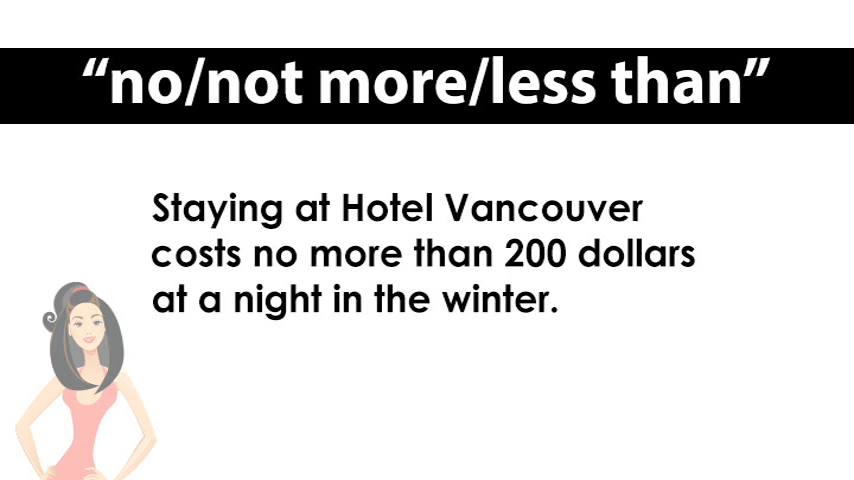 “no/not more/less than”
Staying at Hotel Vancouver
costs no more than 200 dollars
at a night in the winter.